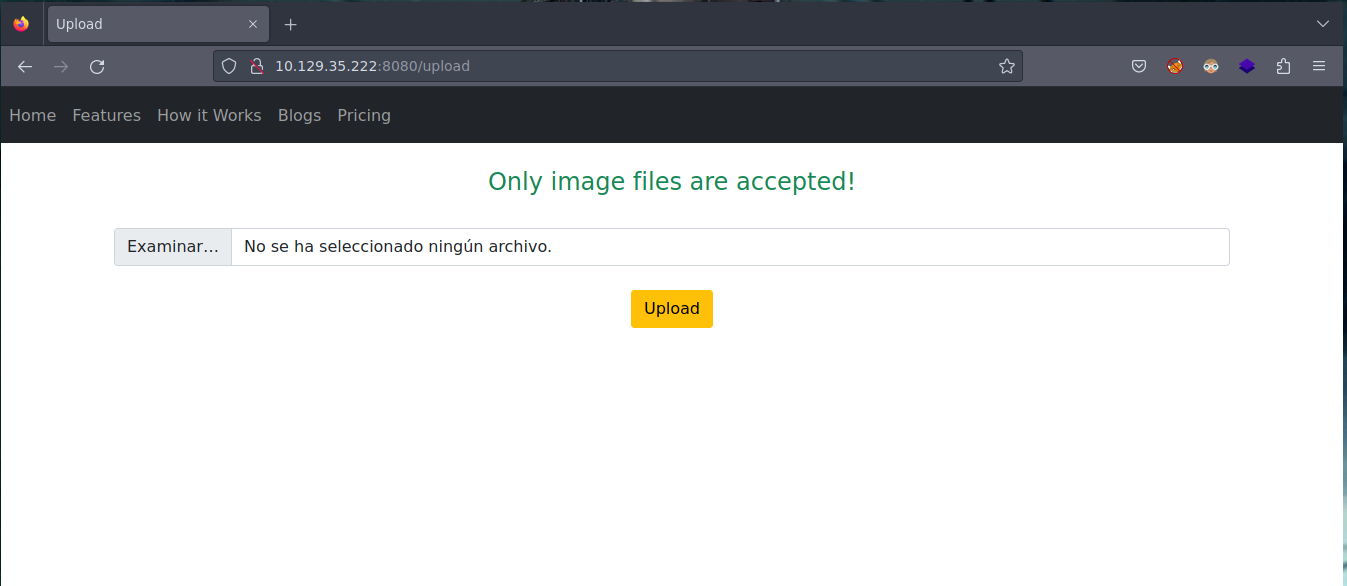 Upload
10.129.35.222:8080/upload
Home Features How it Works Blogs Pricing
Only image files are accepted!
Examinar... No se ha seleccionado ningún archivo.
Upload